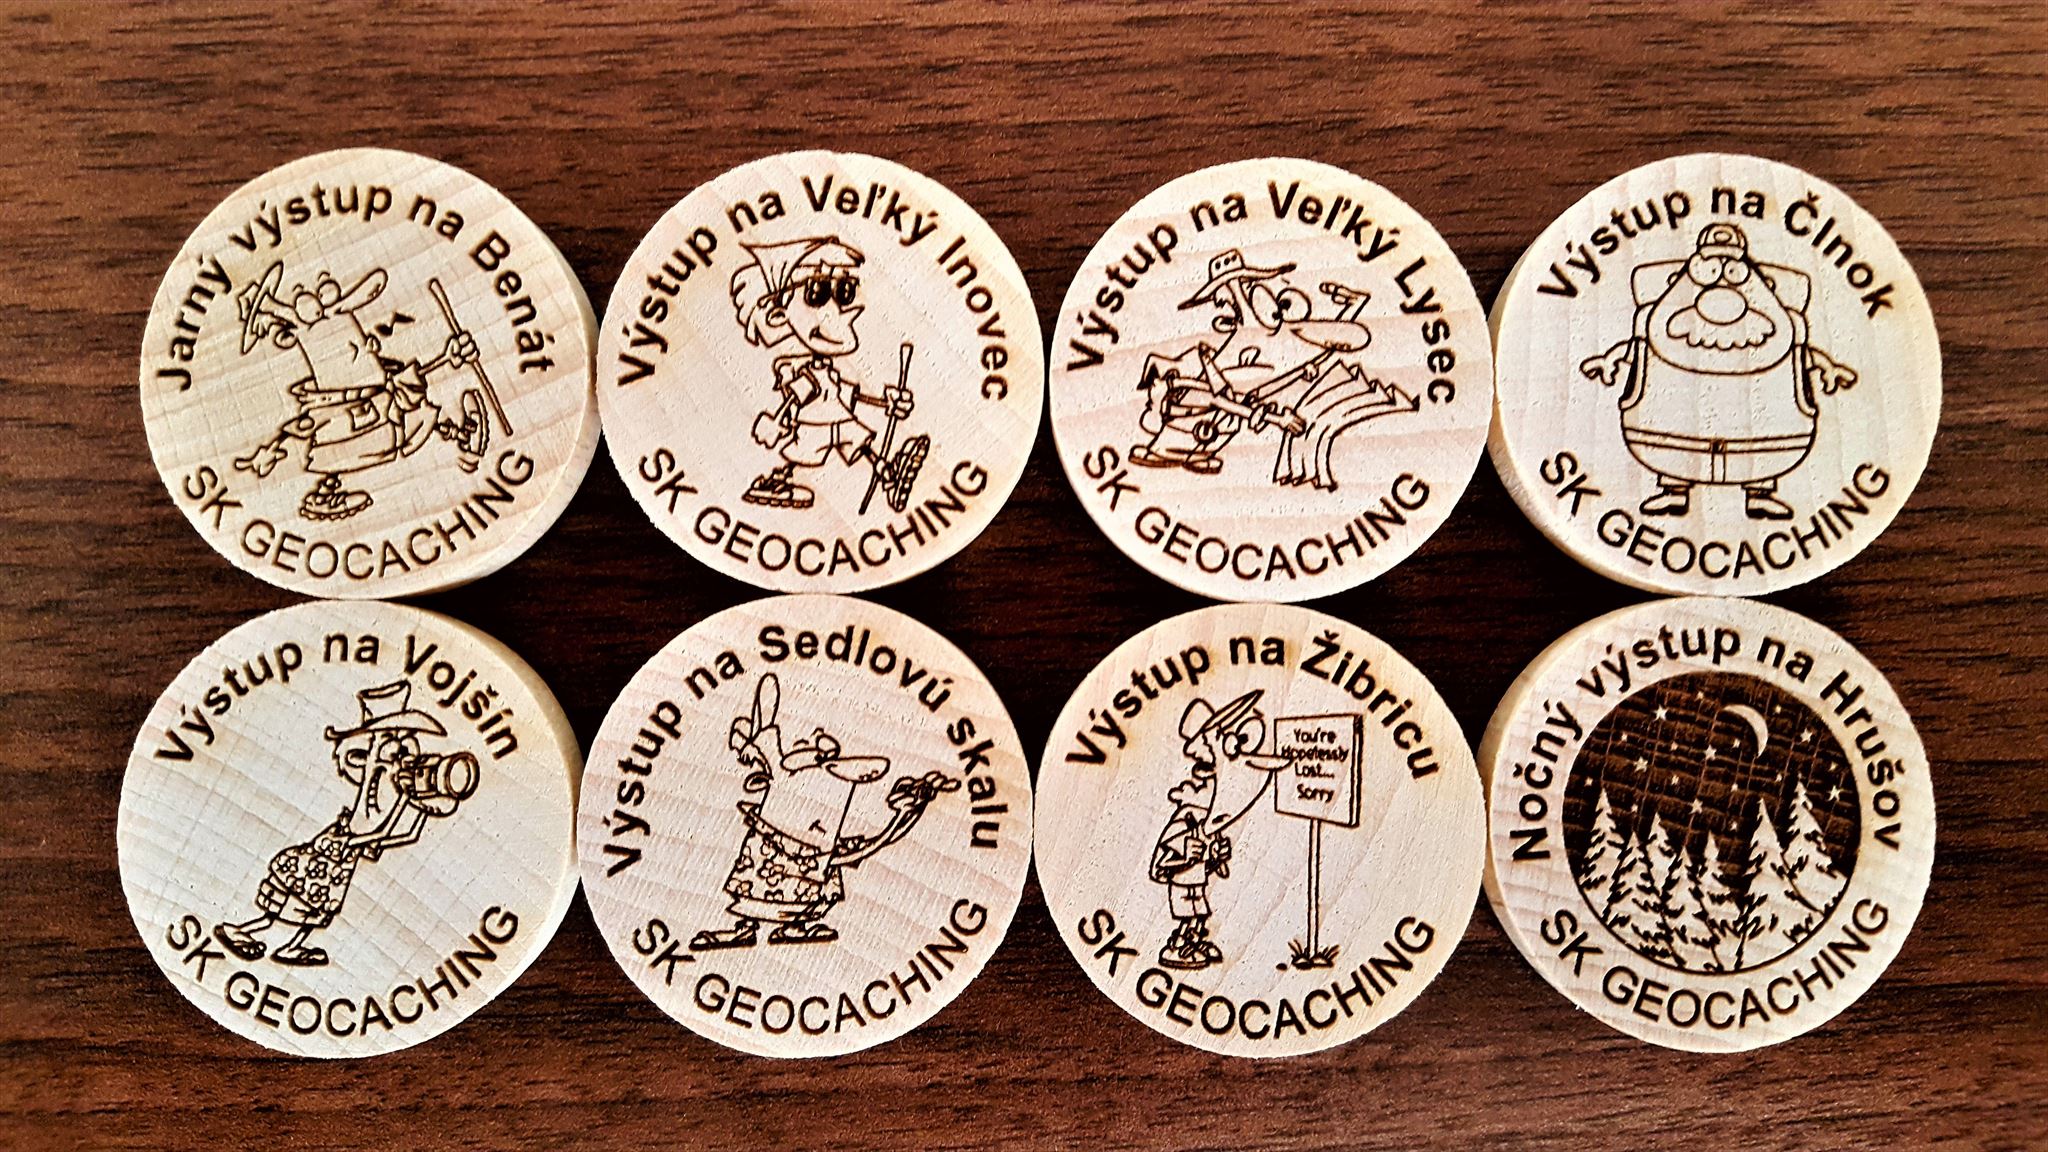 Jarný výstup na Benát
SK GEOCACHING
Výstup na Veľký Inovec
SK GEOCACHING
Výstup na Veľký Lysec
SK GEOCACHING
Výstup na Člnok
SK GEOCACHING
Výstup na Vojšín
SK GEOCACHING
Výstup na Sedlovú skalu
SK GEOCACHING
Výstup na Žibricu
You're
Hopelessly
Lost...
Sorry
SK GEOCACHING
Nočný výstup na Hrušov
SK GEOCACHING